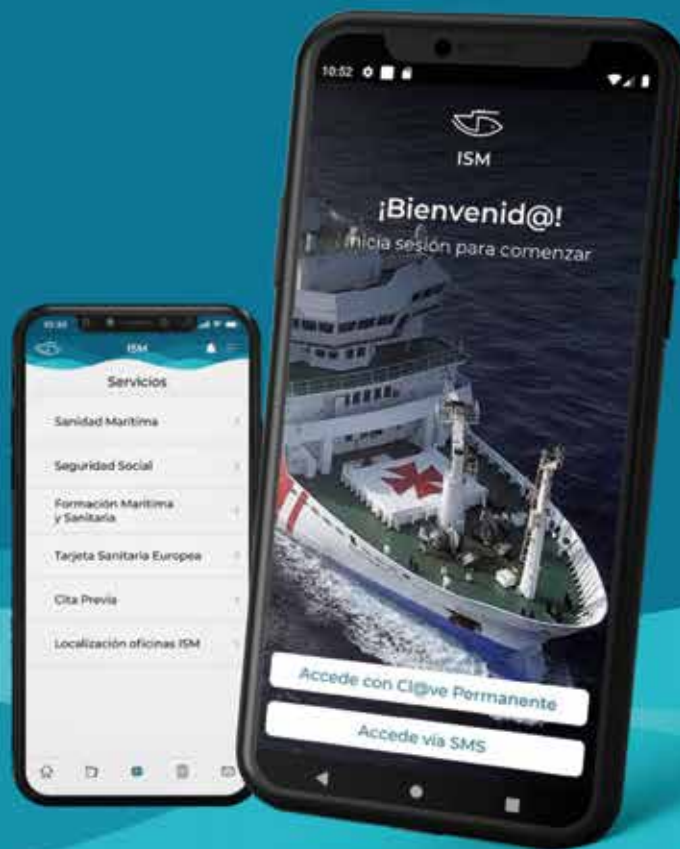 10:52
ISM
¡Bienvenid@!
Inicia sesión para comenzar
Accede con Cl@ve Permanente
Accede vía SMS
ISM
Servicios
Sanidad Marítima
Seguridad Social
Formación Marítima
y Sanitaria
Tarjeta Sanitaria Europea
Cita Previa
Localización oficinas ISM